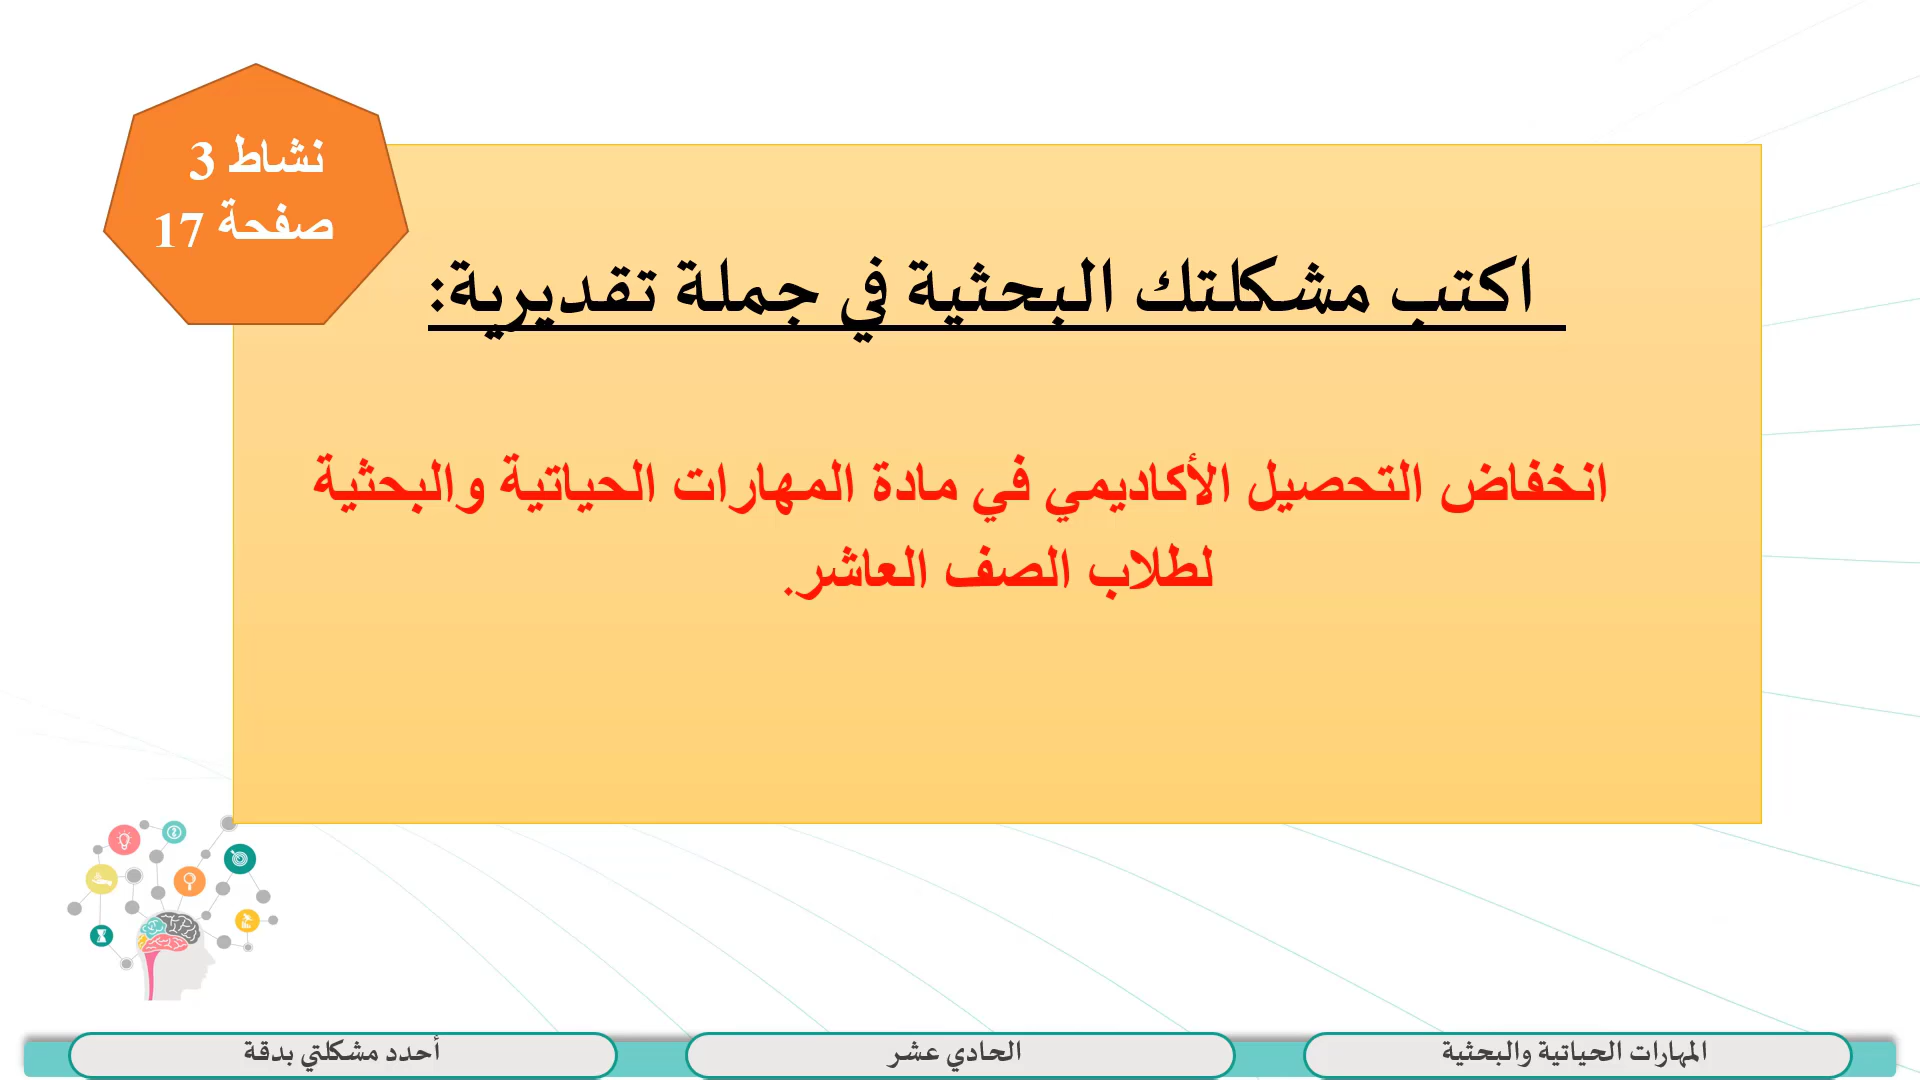 نشاط 3
صفحة 17
اكتب مشكلتك البحثية في جملة تقديرية:
انخفاض التحصيل الأكاديمي في مادة المهارات الحياتية والبحثية
لطلاب الصف العاشر.
المهارات الحياتية والبحثية
الحادي عشر
أحدد مشكلتي بدقة